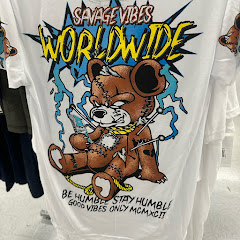 SAVAGE VIBES
WORLDWIDE
BE HUMBLE STAY HUMBLE
GOOD VIBES ONLY MCMXCII